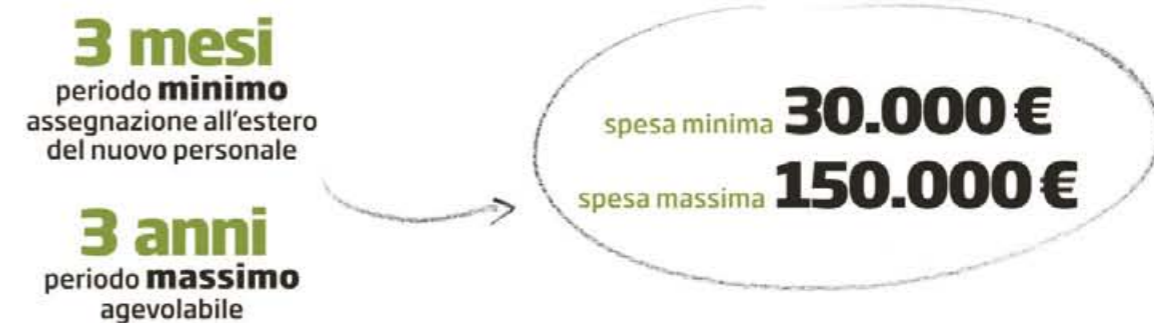 3 mesi
periodo minimo
assegnazione all'estero
del nuovo personale
3 anni
periodo massimo
agevolabile
spesa minima 30.000 €
spesa massima 150.000 €